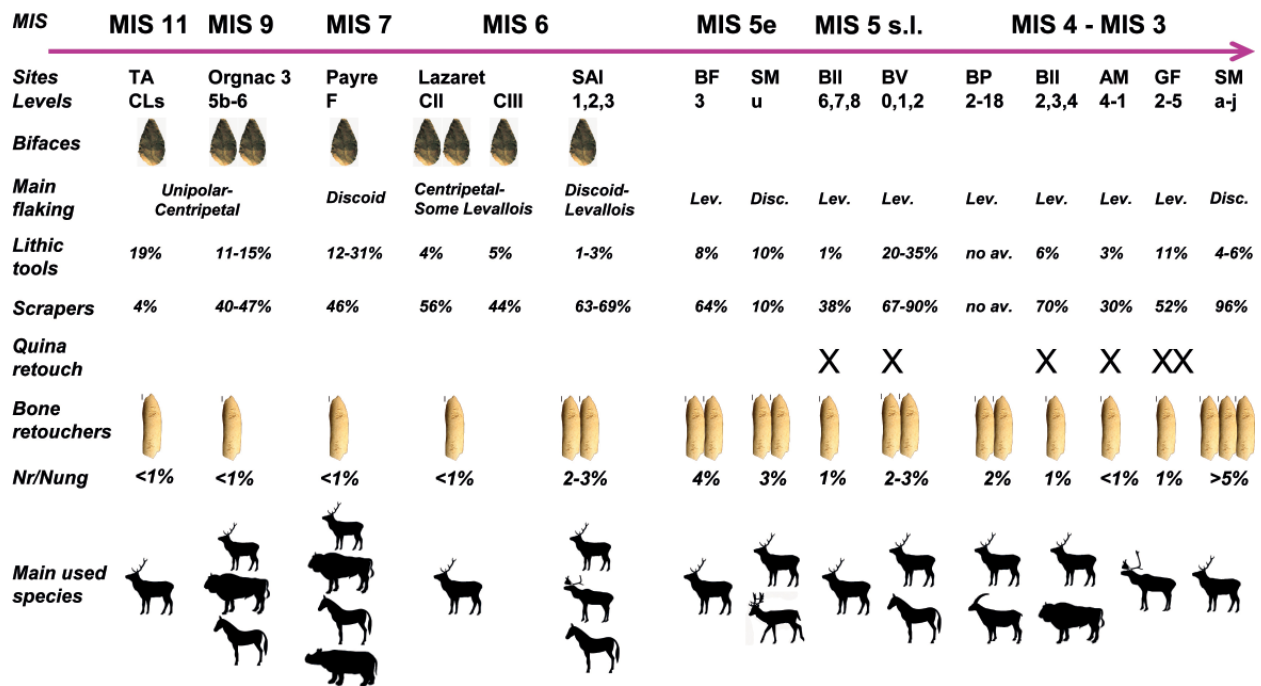 MIS MIS 11 MIS 9 MIS 7 MIS 6 MIS 5e MIS 5 s.l. MIS 4 - MIS 3
Sites TA Orgnac 3 Payre Lazaret SAI BF SM BII BV BP BII AM GF SM
Levels CLs 5b-6 F CII CIII 1,2,3 3 u 6,7,8 0,1,2 2-18 2,3,4 4-1 2-5 a-j
Bifaces
Main Unipolar- Centripetal- Discoid-
flaking Centripetal Discoid Some Levallois Levallois Lev. Disc. Lev. Lev. Lev. Lev. Lev. Lev. Disc.
Lithic
tools 19% 11-15% 12-31% 4% 5% 1-3% 8% 10% 1% 20-35% no av. 6% 3% 11% 4-6%
Scrapers 4% 40-47% 46% 56% 44% 63-69% 64% 10% 38% 67-90% no av. 70% 30% 52% 96%
Quina
retouch X X X X XX
Bone
retouchers
Nr/Nung <1% <1% <1% <1% 2-3% 4% 3% 1% 2-3% 2% 1% <1% 1% >5%
Main used
species